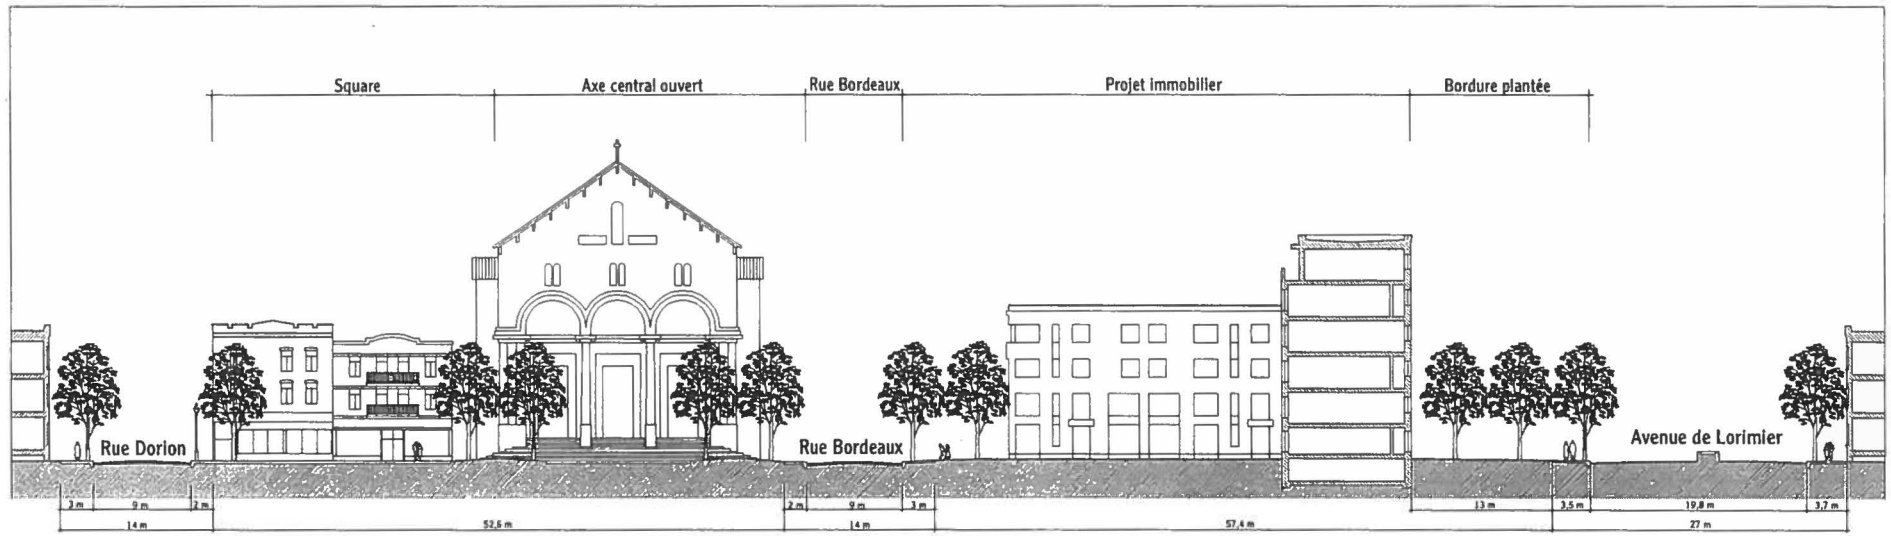 Square
Axe central ouvert
Rue Bordeaux
Projet immobilier
Bordure plantée
Rue Dorion
Rue Bordeaux
Avenue de Lorimier
3 m
9 m
2 m
2 m
9 m
3 m
13 m
3,5 m
19,8 m
3,7 m
14 m
52,6 m
14 m
57,4 m
27 m